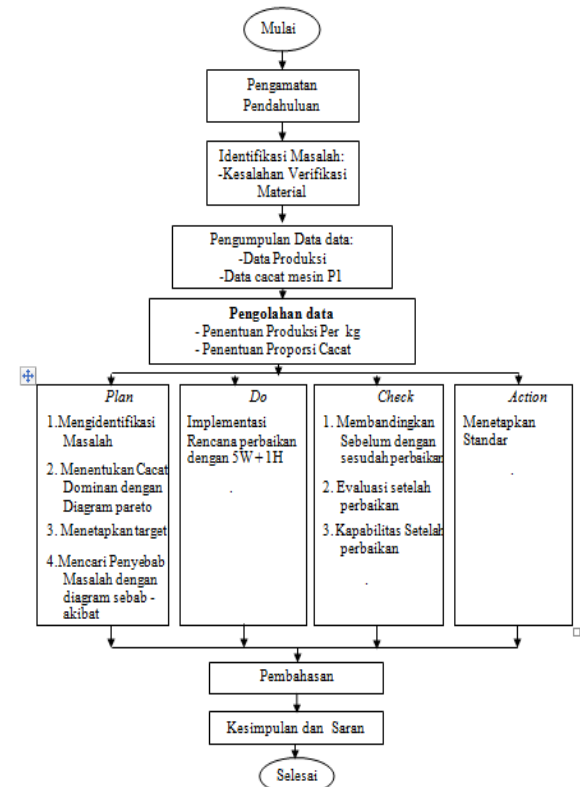 Mulai
Pengamatan
Pendahuluan
Identifikasi Masalah:
-Kesalahan Verifikasi
Material
Pengumpulan Data data:
-Data Produksi
-Data cacat mesin P1
Pengolahan data
- Penentuan Produksi Per kg
- Penentuan Proporsi Cacat
Plan
1.Mengidentifikasi
Masalah
2. Menentukan Cacat
Dominan dengan
Diagram pareto
3. Menetapkan target
4.Mencari Penyebab
Masalah dengan
diagram sebab -
akibat
Do
Implementasi
Rencana perbaikan
dengan 5W+1H
.
Check
1. Membandingkan
Sebelum dengan
sesudah perbaikan
2. Evaluasi setelah
perbaikan
3.Kapabilitas Setelah
perbaikan
.
Action
Menetapkan
Standar
.
Pembahasan
Kesimpulan dan Saran
Selesai